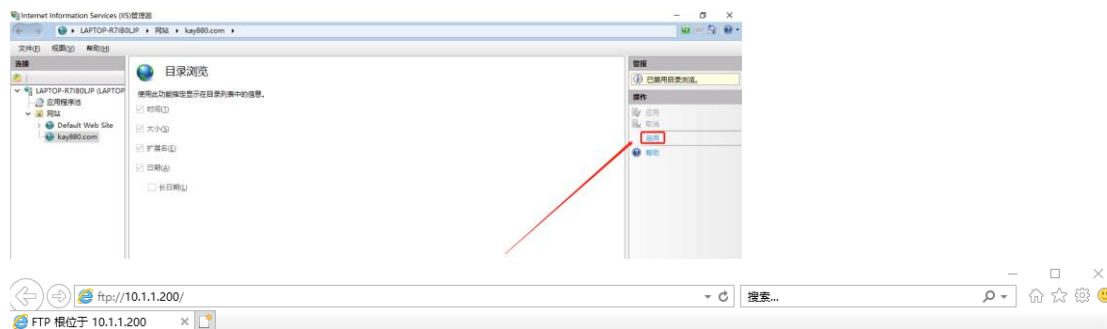 Internet Information Services (IIS)管理器
LAPTOP-R7IB0LJP ▸ 网站 ▸ kay880.com ▸
文件(F) 视图(V) 帮助(H)
连接
LAPTOP-R7IB0LJP (LAPTOP
应用程序池
网站
Default Web Site
kay880.com
目录浏览
使用此功能指定显示在目录列表中的信息。
时间(T)
大小(S)
扩展名(E)
日期(A)
长日期(L)
警报
已禁用目录浏览。
操作
应用
取消
启用
帮助
ftp://10.1.1.200/
搜索...
FTP 根位于 10.1.1.200